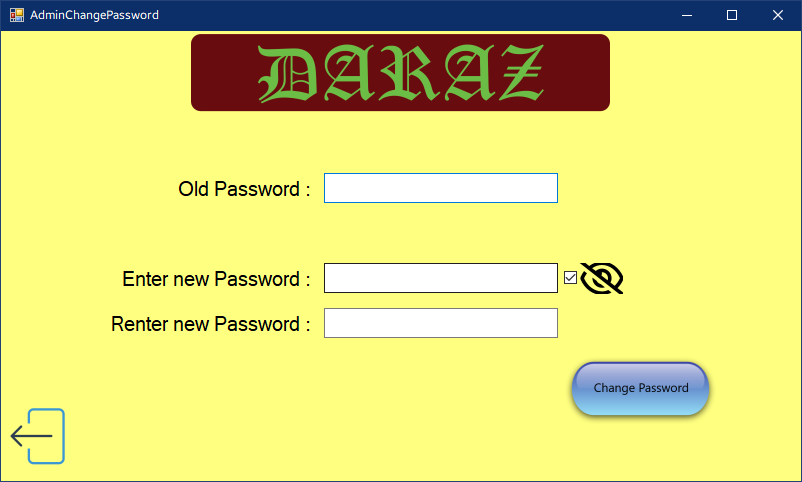 AdminChangePassword
DARAZ
Old Password :
Enter new Password :
Renter new Password :
Change Password